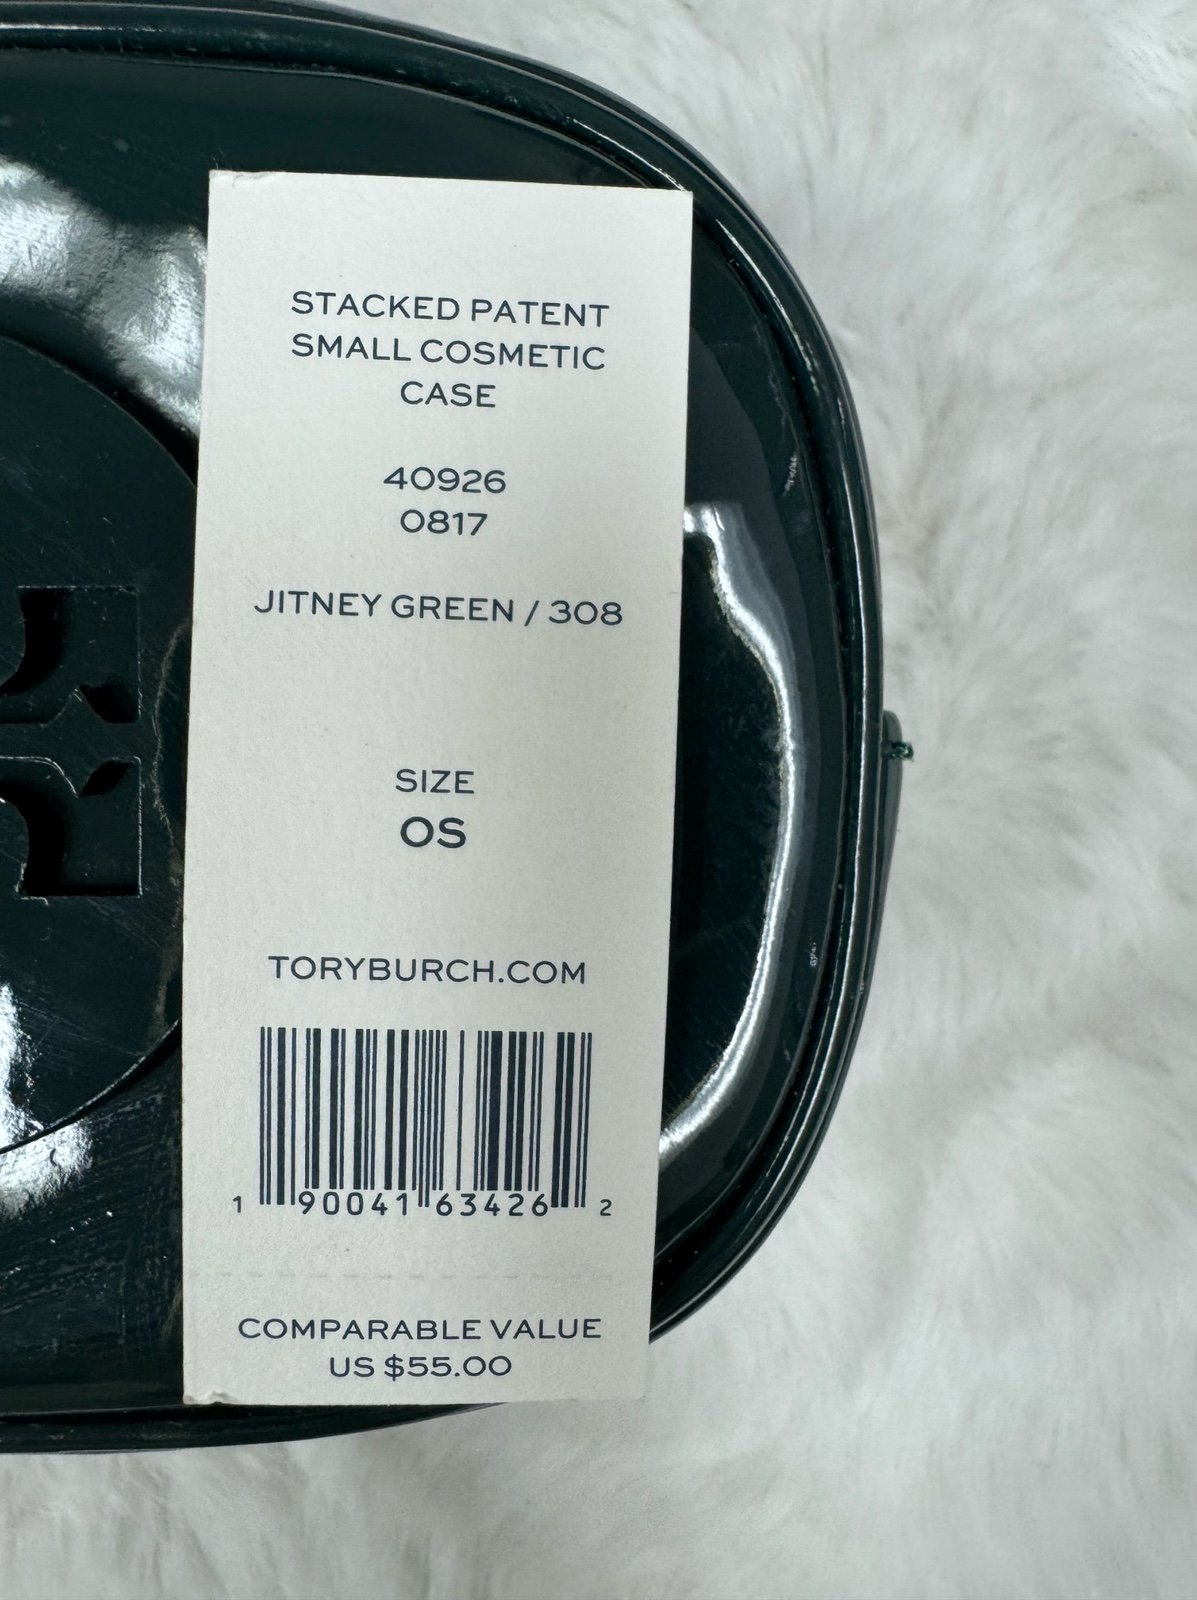 STACKED PATENT
SMALL COSMETIC
CASE
40926
0817
JITNEY GREEN / 308
SIZE
OS
TORYBURCH.COM
1 90041 63426 2
COMPARABLE VALUE
US $55.00